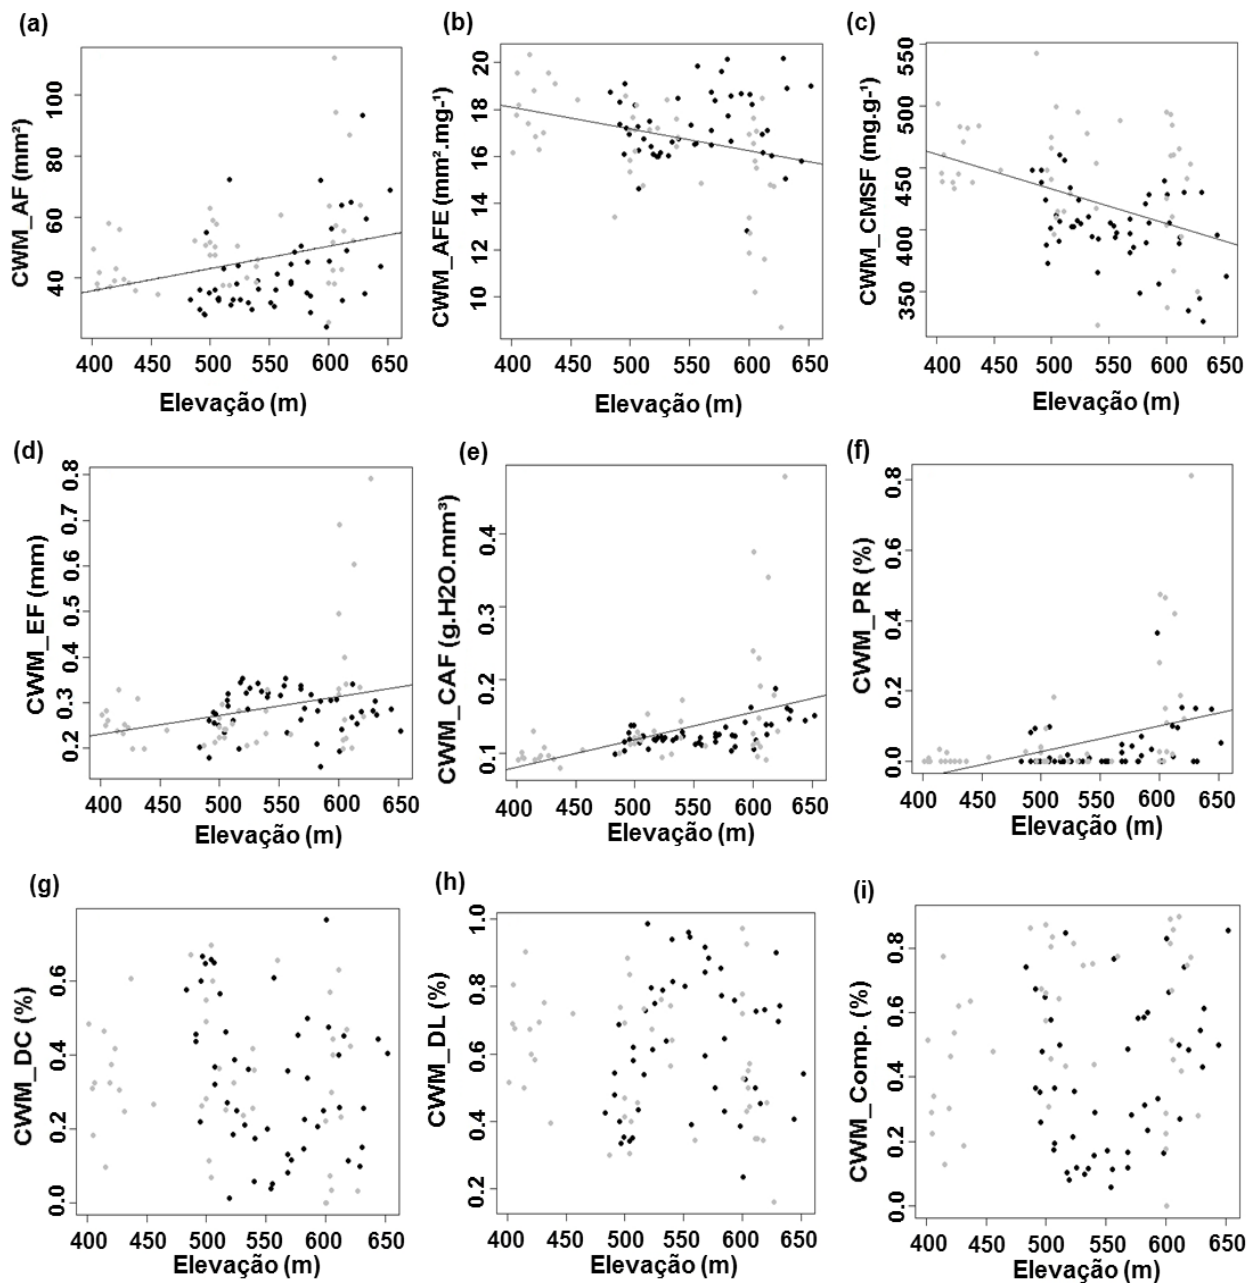 (a)
CWM_AF (mm²)
40 60 80 100
400 450 500 550 600 650
Elevação (m)
(b)
CWM_AFE (mm².mg⁻¹)
10 12 14 16 18 20
400 450 500 550 600 650
Elevação (m)
(c)
CWM_CMSF (mg.g⁻¹)
350 400 450 500 550
400 450 500 550 600 650
Elevação (m)
(d)
CWM_EF (mm)
0.2 0.3 0.4 0.5 0.6 0.7 0.8
400 450 500 550 600 650
Elevação (m)
(e)
CWM_CAF (g.H2O.mm³)
0.1 0.2 0.3 0.4
400 450 500 550 600 650
Elevação (m)
(f)
CWM_PR (%)
0.0 0.2 0.4 0.6 0.8
400 450 500 550 600 650
Elevação (m)
(g)
CWM_DC (%)
0.0 0.2 0.4 0.6
400 450 500 550 600 650
Elevação (m)
(h)
CWM_DL (%)
0.2 0.4 0.6 0.8 1.0
400 450 500 550 600 650
Elevação (m)
(i)
CWM_Comp. (%)
0.0 0.2 0.4 0.6 0.8
400 450 500 550 600 650
Elevação (m)